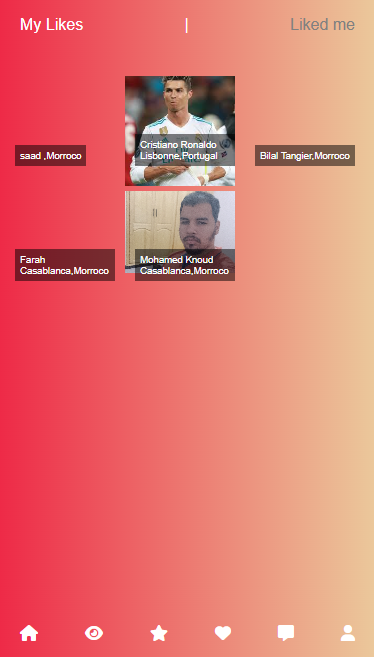 My Likes
|
Liked me
Cristiano Ronaldo
Lisbonne,Portugal
saad ,Morroco
Bilal Tangier,Morroco
Farah
Casablanca,Morroco
Mohamed Knoud
Casablanca,Morroco